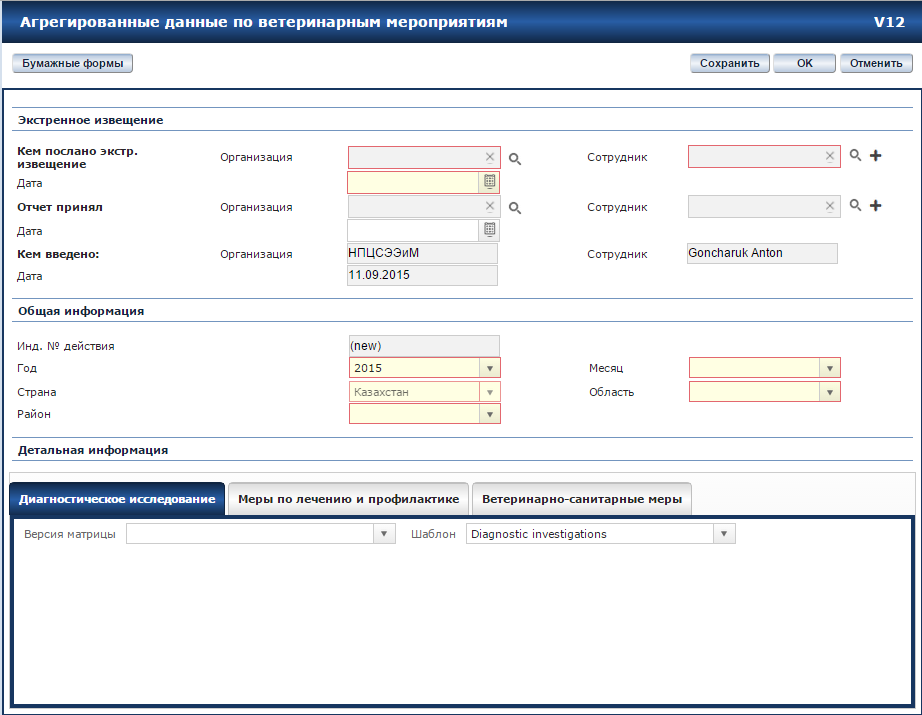 Агрегированные данные по ветеринарным мероприятиям V12
Бумажные формы Сохранить OK Отменить
Экстренное извещение
Кем послано экстр. извещение Организация Сотрудник
Дата
Отчет принял Организация Сотрудник
Дата
Кем введено: Организация НПЦСЭЭиМ Сотрудник Goncharuk Anton
Дата 11.09.2015
Общая информация
Инд. № действия (new)
Год 2015 Месяц
Страна Казахстан Область
Район
Детальная информация
Диагностическое исследование Меры по лечению и профилактике Ветеринарно-санитарные меры
Версия матрицы Шаблон Diagnostic investigations